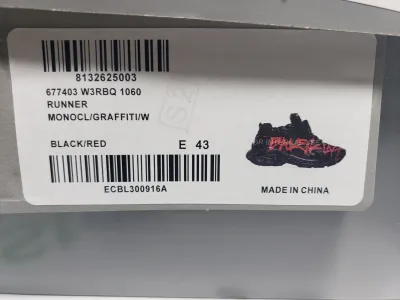 8132625003
677403 W3RBQ 1060
RUNNER
MONOCL/GRAFFITI/W
BLACK/RED E 43
ECBL300916A
MADE IN CHINA